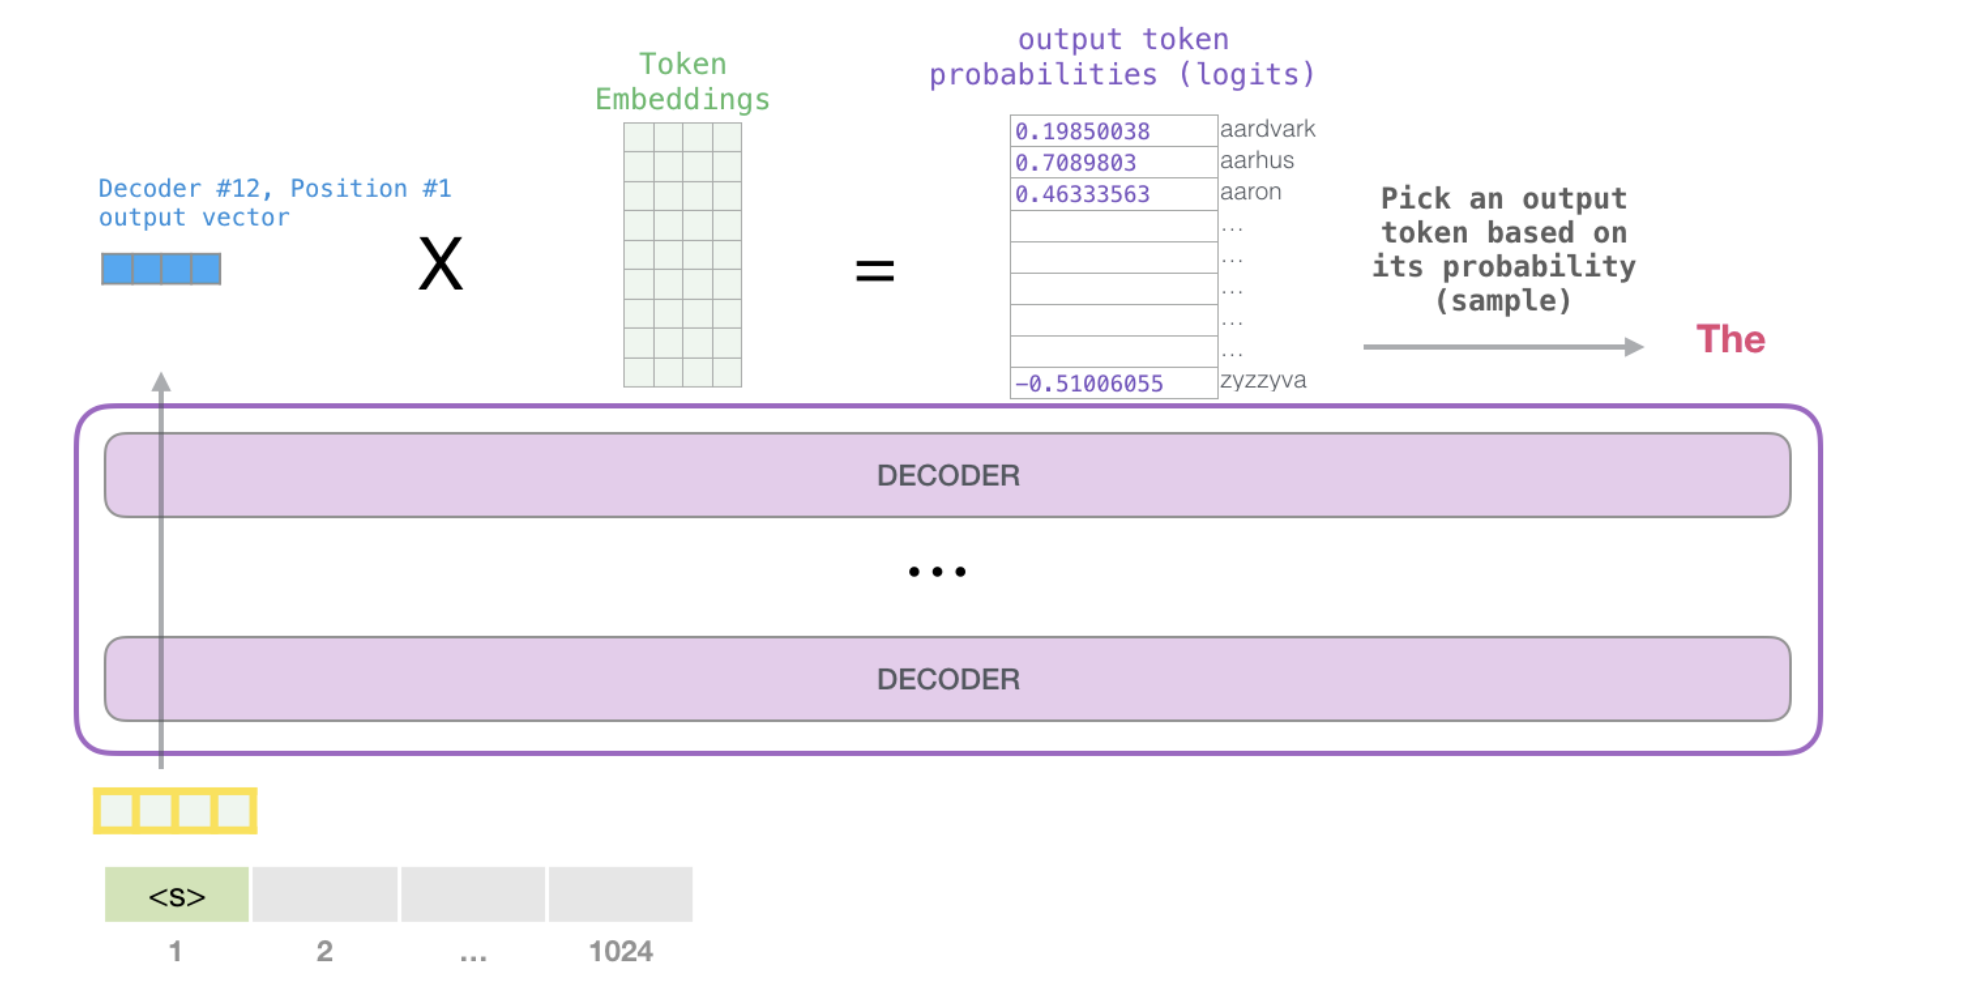 output token
probabilities (logits)
Token
Embeddings
0.19850038 aardvark
0.7089803 aarhus
0.46333563 aaron
...
...
...
...
...
-0.51006055 zyzzyva
Decoder #12, Position #1
output vector
X
=
Pick an output
token based on
its probability
(sample)
The
DECODER
...
DECODER
<s>
1 2 ... 1024